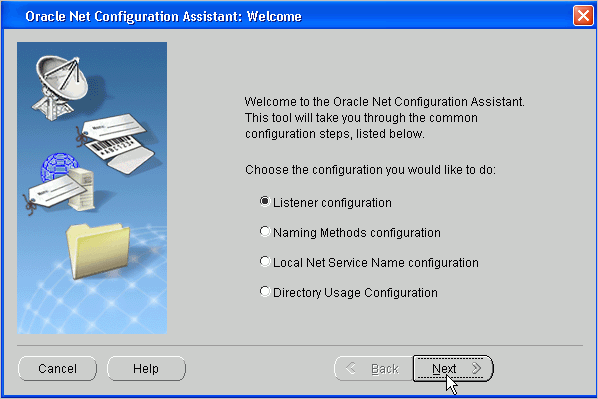 Oracle Net Configuration Assistant: Welcome
Welcome to the Oracle Net Configuration Assistant.
This tool will take you through the common
configuration steps, listed below.
Choose the configuration you would like to do:
Listener configuration
Naming Methods configuration
Local Net Service Name configuration
Directory Usage Configuration
Cancel
Help
Back
Next